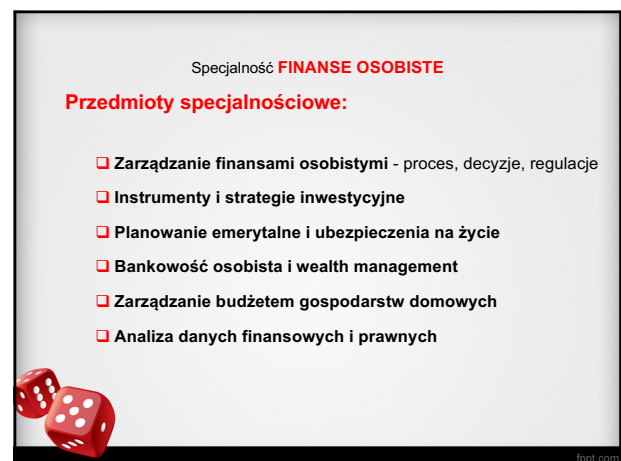 Specjalność FINANSE OSOBISTE
Przedmioty specjalnościowe:
Zarządzanie finansami osobistymi - proces, decyzje, regulacje
Instrumenty i strategie inwestycyjne
Planowanie emerytalne i ubezpieczenia na życie
Bankowość osobista i wealth management
Zarządzanie budżetem gospodarstw domowych
Analiza danych finansowych i prawnych
fppt.com